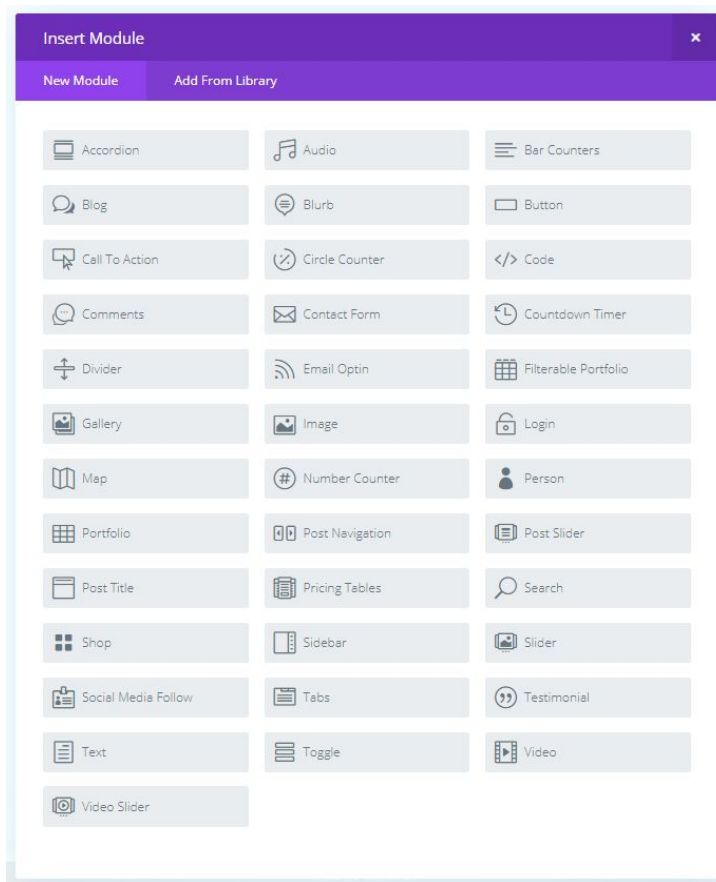 Insert Module
×
New Module Add From Library
Accordion Audio Bar Counters
Blog Blurb Button
Call To Action Circle Counter </> Code
Comments Contact Form Countdown Timer
Divider Email Optin Filterable Portfolio
Gallery Image Login
Map # Number Counter Person
Portfolio Post Navigation Post Slider
Post Title Pricing Tables Search
Shop Sidebar Slider
Social Media Follow Tabs Testimonial
Text Toggle Video
Video Slider